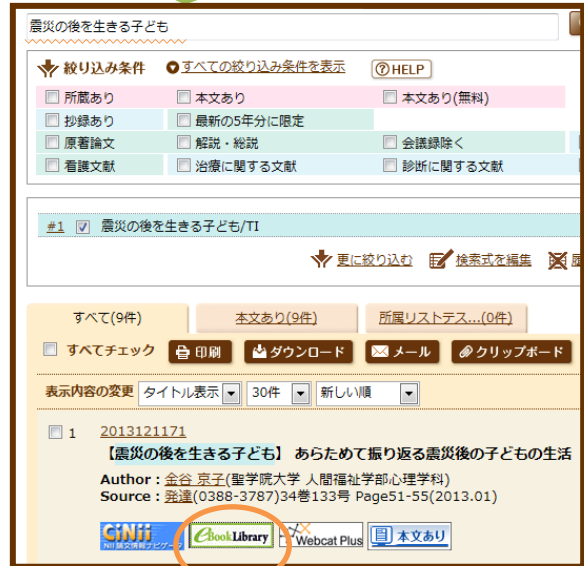 震災の後を生きる子ども
絞り込み条件 すべての絞り込み条件を表示 ?HELP
所蔵あり 本文あり 本文あり(無料)
抄録あり 最新の5年分に限定
原著論文 解説・総説 会議録除く
看護文献 治療に関する文献 診断に関する文献
#1 震災の後を生きる子ども/TI
更に絞り込む 検索式を編集
すべて(9件) 本文あり(9件) 所属リストテス...(0件)
すべてチェック 印刷 ダウンロード メール クリップボード
表示内容の変更 タイトル表示 30件 新しい順
1 2013121171
【震災の後を生きる子ども】 あらためて振り返る震災後の子どもの生活
Author : 金谷 京子(聖学院大学 人間福祉学部心理学科)
Source : 発達(0388-3787)34巻133号 Page51-55(2013.01)
CiNii eBookLibrary Webcat Plus 本文あり
NII論文情報ナビゲータ